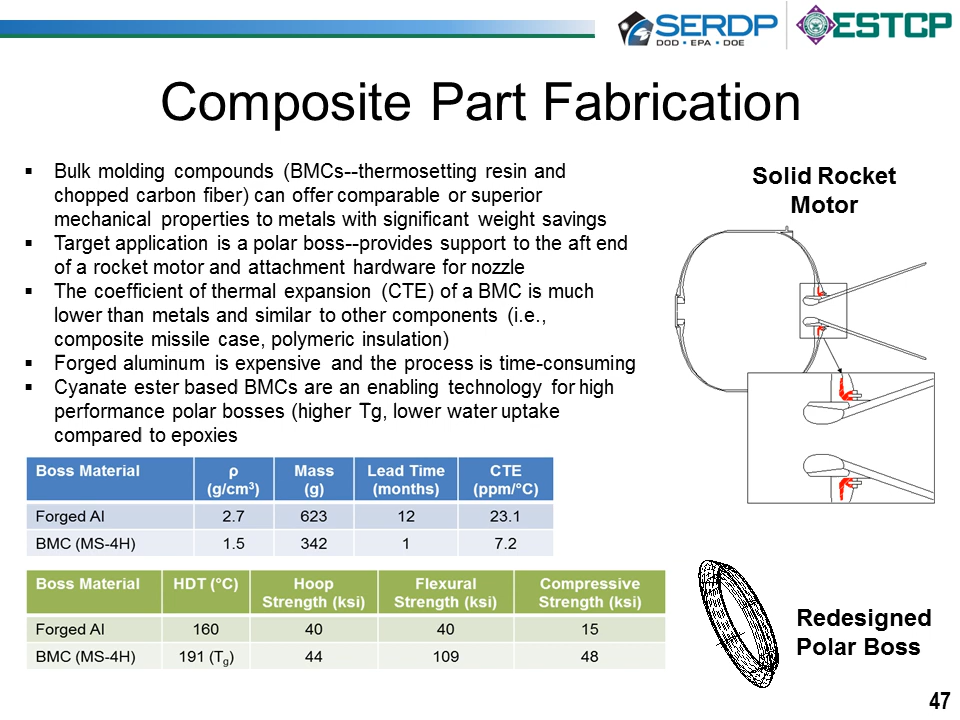 SERDP
DOD • EPA • DOE
ESTCP
Composite Part Fabrication
▪ Bulk molding compounds (BMCs--thermosetting resin and
chopped carbon fiber) can offer comparable or superior
mechanical properties to metals with significant weight savings
▪ Target application is a polar boss--provides support to the aft end
of a rocket motor and attachment hardware for nozzle
▪ The coefficient of thermal expansion (CTE) of a BMC is much
lower than metals and similar to other components (i.e.,
composite missile case, polymeric insulation)
▪ Forged aluminum is expensive and the process is time-consuming
▪ Cyanate ester based BMCs are an enabling technology for high
performance polar bosses (higher Tg, lower water uptake
compared to epoxies
Solid Rocket
Motor
Boss Material ρ Mass Lead Time CTE
(g/cm³) (g) (months) (ppm/°C)
Forged Al 2.7 623 12 23.1
BMC (MS-4H) 1.5 342 1 7.2
Boss Material HDT (°C) Hoop Flexural Compressive
Strength (ksi) Strength (ksi) Strength (ksi)
Forged Al 160 40 40 15
BMC (MS-4H) 191 (Tg) 44 109 48
Redesigned
Polar Boss
47